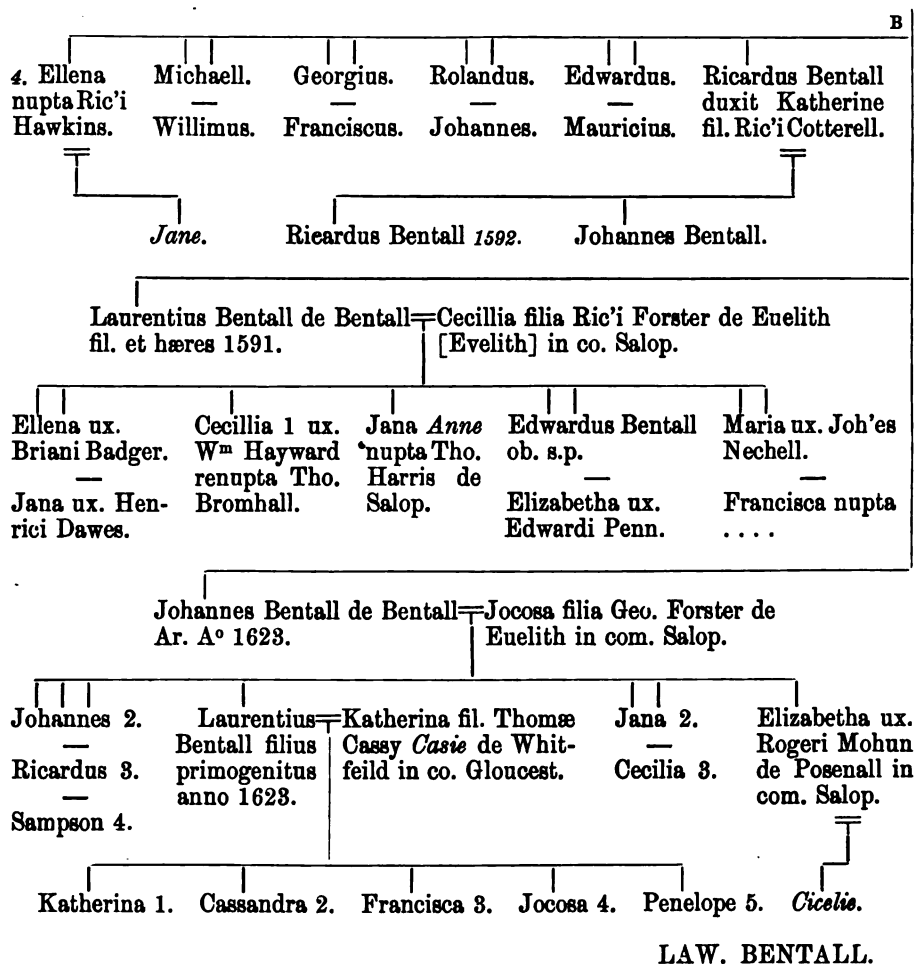 B
4. Ellena
nupta Ric'i
Hawkins.
Michaell.
—
Willimus.
Georgius.
—
Franciscus.
Rolandus.
—
Johannes.
Edwardus.
—
Mauricius.
Ricardus Bentall
duxit Katherine
fil. Ric'i Cotterell.
Jane.
Ricardus Bentall 1592.
Johannes Bentall.
Laurentius Bentall de Bentall
fil. et hæres 1591.
Cecillia filia Ric'i Forster de Euelith
[Evelith] in co. Salop.
Ellena ux.
Briani Badger.
—
Jana ux. Hen-
rici Dawes.
Cecillia 1 ux.
Wm Hayward
renupta Tho.
Bromhall.
Jana Anne
nupta Tho.
Harris de
Salop.
Edwardus Bentall
ob. s.p.
—
Elizabetha ux.
Edwardi Penn.
Maria ux. Joh'es
Nechell.
—
Francisca nupta
. . . .
Johannes Bentall de Bentall
Ar. Aº 1623.
Jocosa filia Geo. Forster de
Euelith in com. Salop.
Johannes 2.
—
Ricardus 3.
—
Sampson 4.
Laurentius
Bentall filius
primogenitus
anno 1623.
Katherina fil. Thomæ
Cassy Casie de Whit-
feild in co. Gloucest.
Jana 2.
—
Cecilia 3.
Elizabetha ux.
Rogeri Mohun
de Posenall in
com. Salop.
Katherina 1.
Cassandra 2.
Francisca 3.
Jocosa 4.
Penelope 5.
Cicelie.
LAW. BENTALL.